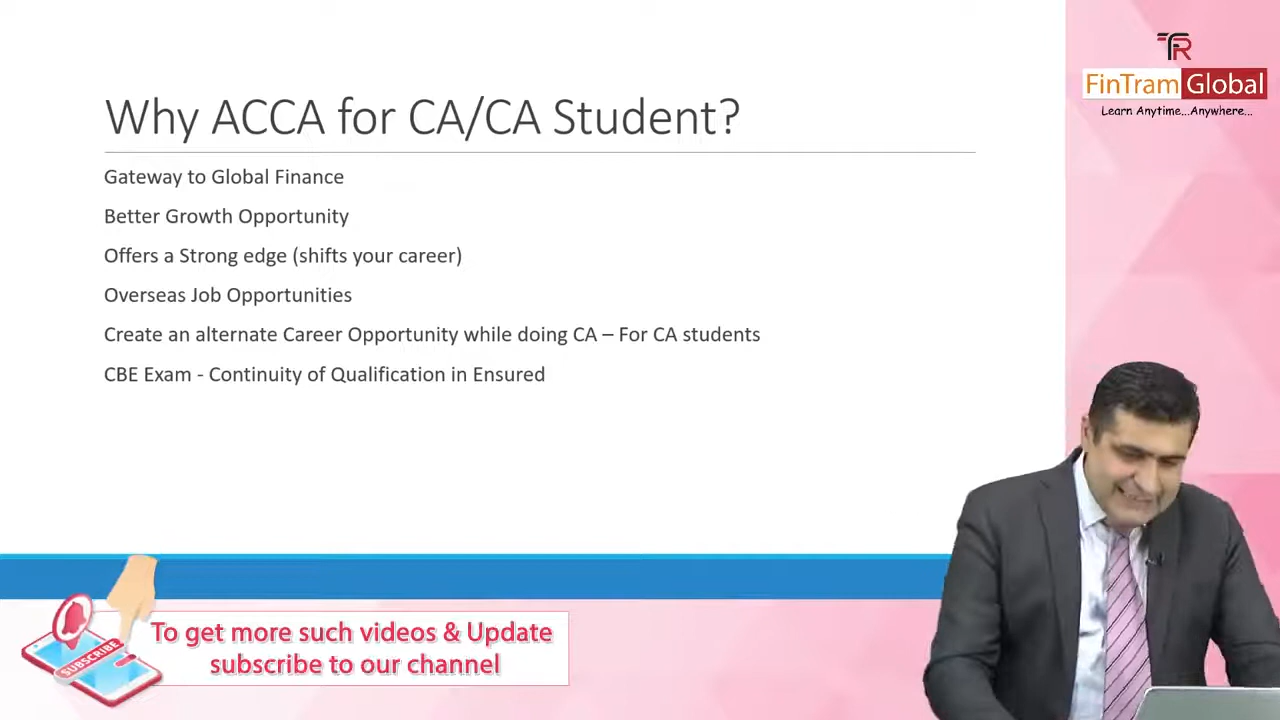 Why ACCA for CA/CA Student?
Gateway to Global Finance
Better Growth Opportunity
Offers a Strong edge (shifts your career)
Overseas Job Opportunities
Create an alternate Career Opportunity while doing CA – For CA students
CBE Exam - Continuity of Qualification in Ensured
TR
FinTram Global
Learn Anytime...Anywhere...
SUBSCRIBE
To get more such videos & Update
subscribe to our channel